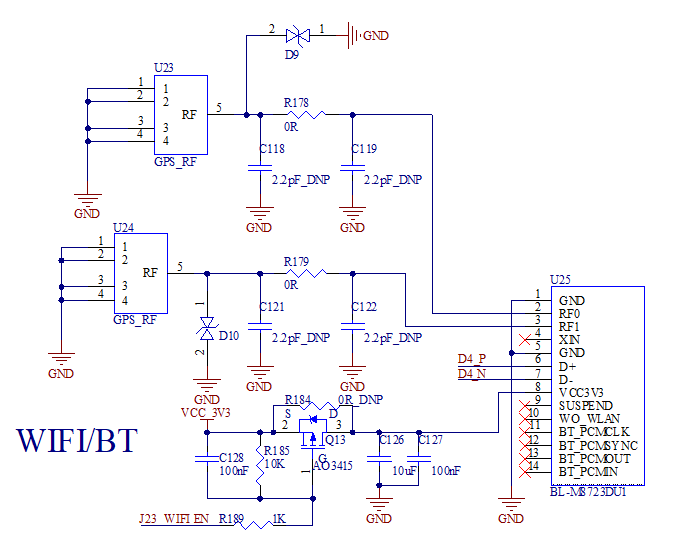 2
1
GND
D9
U23
1
1
2
2
3
3
4
4
RF
5
GPS_RF
R178
0R
C118
2.2pF_DNP
C119
2.2pF_DNP
GND
GND
GND
U24
1
1
2
2
3
3
4
4
RF
5
GPS_RF
R179
0R
1
D10
2
C121
2.2pF_DNP
C122
2.2pF_DNP
GND
GND
GND
GND
U25
1 GND
2 RF0
3 RF1
4 XIN
5 GND
6 D+
7 D-
8 VCC3V3
9 SUSPEND
10 WO_WLAN
11 BT_PCMCLK
12 BT_PCMSYNC
13 BT_PCMOUT
14 BT_PCMIN
BL-M8723DU1
D4_P
D4_N
GND
WIFI/BT
VCC_3V3
R184
0R_DNP
S
D
2
3
Q13
G
AO3415
1
C128
100nF
R185
10K
C126
10uF
C127
100nF
GND
J23_WIFI EN
R189
1K